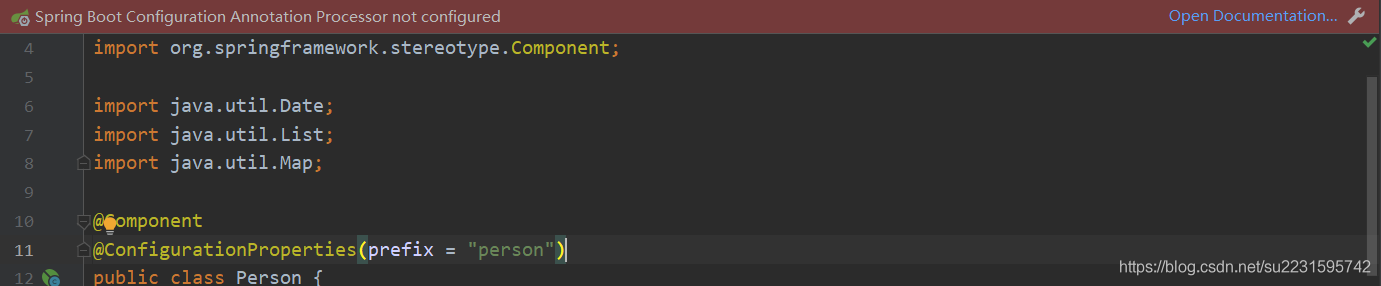 Spring Boot Configuration Annotation Processor not configured Open Documentation...
4 import org.springframework.stereotype.Component;
5
6 import java.util.Date;
7 import java.util.List;
8 import java.util.Map;
9
10 @Component
11 @ConfigurationProperties(prefix = "person")
12 public class Person {
https://blog.csdn.net/su2231595742